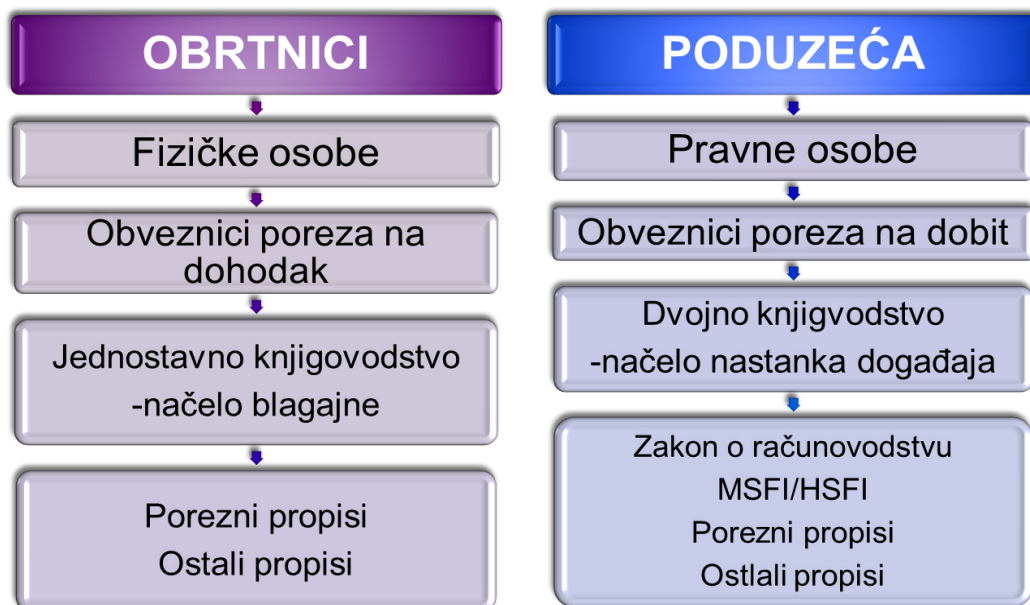 OBRTNICI
Fizičke osobe
Obveznici poreza na
dohodak
Jednostavno knjigovodstvo
-načelo blagajne
Porezni propisi
Ostali propisi
PODUZEĆA
Pravne osobe
Obveznici poreza na dobit
Dvojno knjigvodstvo
-načelo nastanka događaja
Zakon o računovodstvu
MSFI/HSFI
Porezni propisi
Ostlali propisi